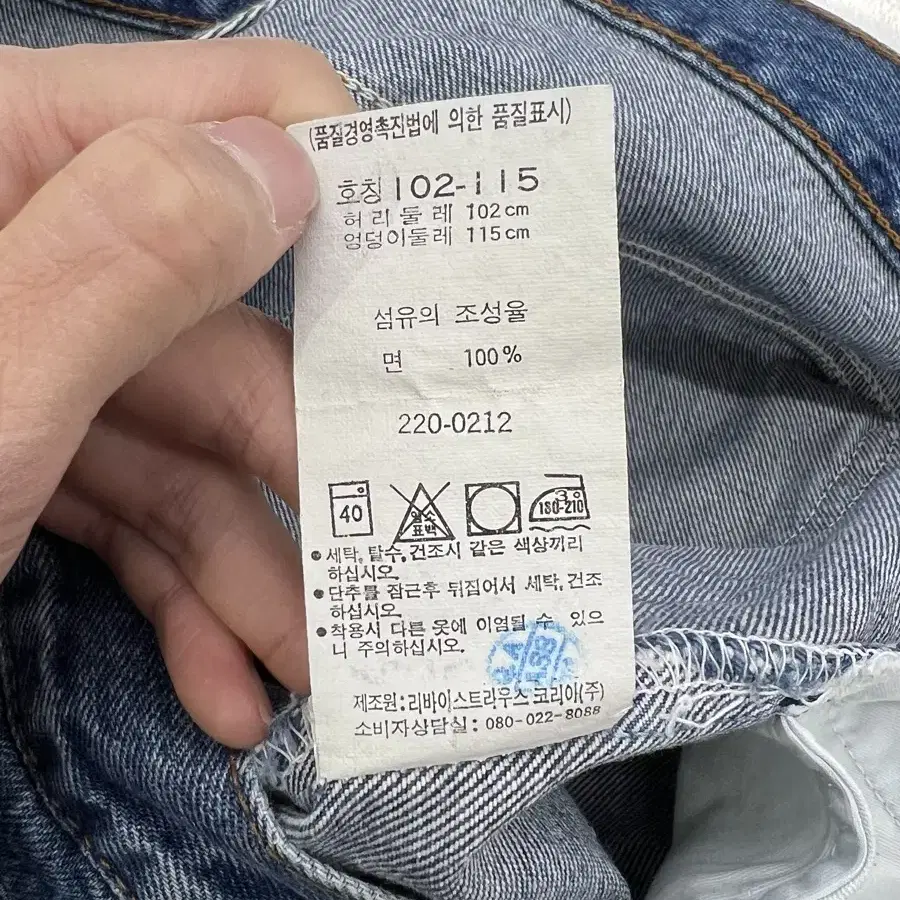 (품질경영촉진법에 의한 품질표시)
호칭 102-115
허리둘레 102cm
엉덩이둘레 115cm
섬유의 조성율
면 100%
220-0212
40
염소
표백
3
180-210
• 세탁, 탈수, 건조시 같은 색상끼리
하십시오.
• 단추를 잠근후 뒤집어서 세탁, 건조
하십시오.
• 착용시 다른 옷에 이염될 수 있으
니 주의하십시오.
제조원:리바이스트라우스 코리아(주)
소비자상담실: 080-022-8088